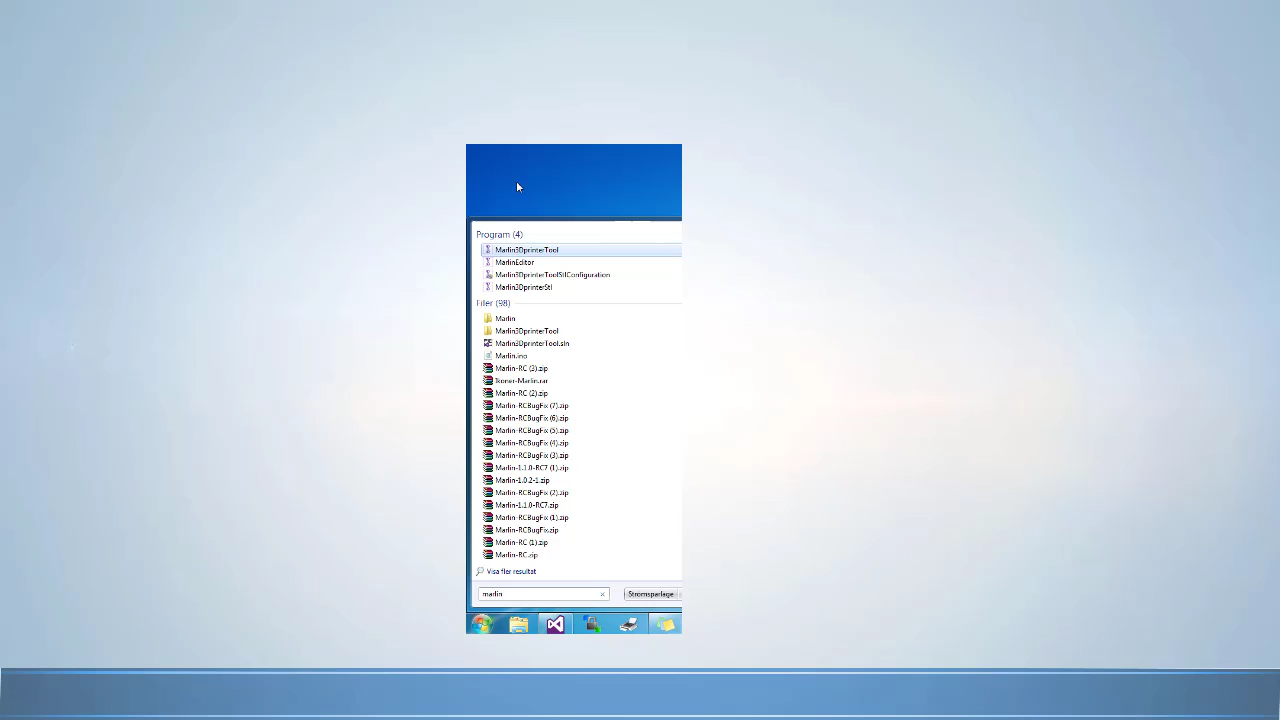 Program (4)
Marlin3DprinterTool
MarlinEditor
Marlin3DprinterToolStlConfiguration
Marlin3DprinterStl
Filer (98)
Marlin
Marlin3DprinterTool
Marlin3DprinterTool.sln
Marlin.ino
Marlin-RC (3).zip
Ikoner-Marlin.rar
Marlin-RC (2).zip
Marlin-RCBugFix (7).zip
Marlin-RCBugFix (6).zip
Marlin-RCBugFix (5).zip
Marlin-RCBugFix (4).zip
Marlin-RCBugFix (3).zip
Marlin-1.1.0-RC7 (1).zip
Marlin-1.0.2-1.zip
Marlin-RCBugFix (2).zip
Marlin-1.1.0-RC7.zip
Marlin-RCBugFix (1).zip
Marlin-RCBugFix.zip
Marlin-RC (1).zip
Marlin-RC.zip
Visa fler resultat
marlin
Strömsparläge